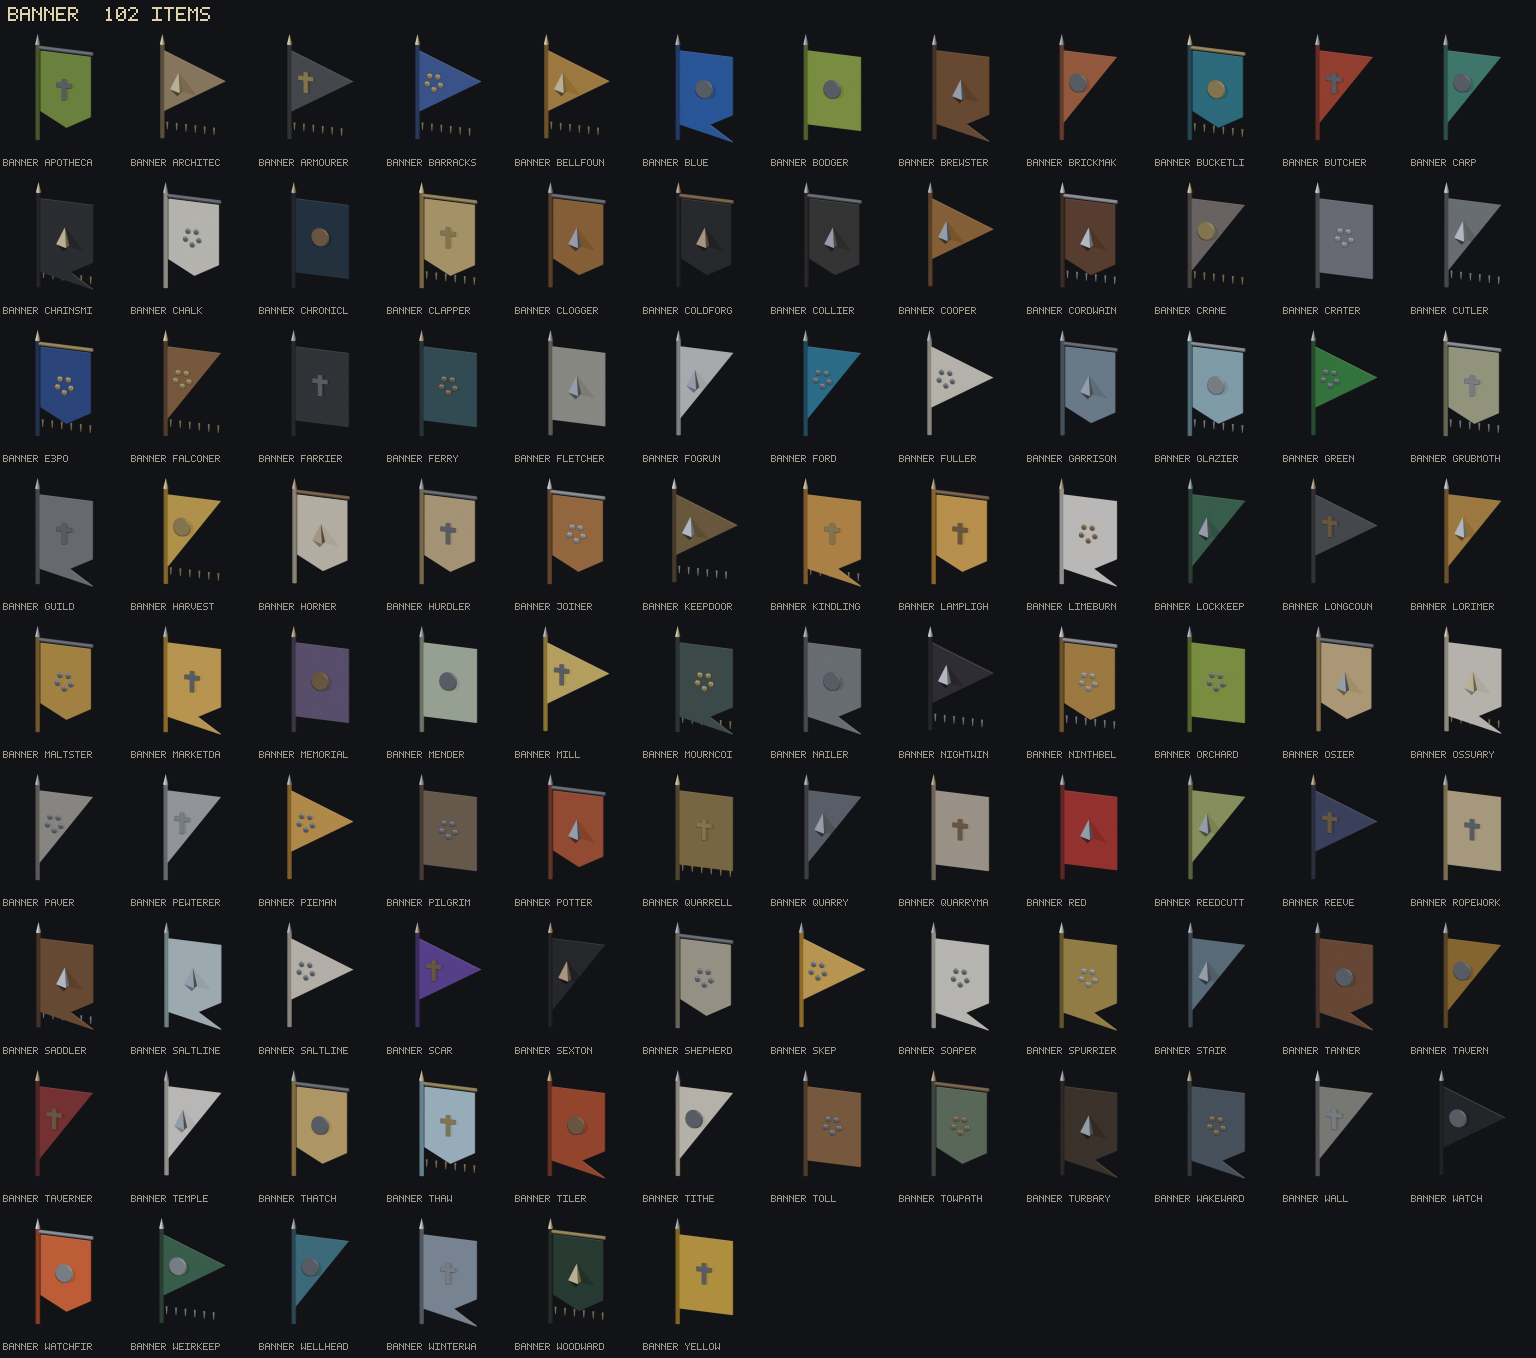 BANNER 102 ITEMS
BANNER APOTHECA BANNER ARCHITEC BANNER ARMOURER BANNER BARRACKS BANNER BELLFOUN BANNER BLUE BANNER BODGER BANNER BREWSTER BANNER BRICKMAK BANNER BUCKETLI BANNER BUTCHER BANNER CARP
BANNER CHAINSMI BANNER CHALK BANNER CHRONICL BANNER CLAPPER BANNER CLOGGER BANNER COLDFORG BANNER COLLIER BANNER COOPER BANNER CORDWAIN BANNER CRANE BANNER CRATER BANNER CUTLER
BANNER E3PO BANNER FALCONER BANNER FARRIER BANNER FERRY BANNER FLETCHER BANNER FOGRUN BANNER FORD BANNER FULLER BANNER GARRISON BANNER GLAZIER BANNER GREEN BANNER GRUBMOTH
BANNER GUILD BANNER HARVEST BANNER HORNER BANNER HURDLER BANNER JOINER BANNER KEEPDOOR BANNER KINDLING BANNER LAMPLIGH BANNER LIMEBURN BANNER LOCKKEEP BANNER LONGCOUN BANNER LORIMER
BANNER MALTSTER BANNER MARKETDA BANNER MEMORIAL BANNER MENDER BANNER MILL BANNER MOURNCOI BANNER NAILER BANNER NIGHTWIN BANNER NINTHBEL BANNER ORCHARD BANNER OSIER BANNER OSSUARY
BANNER PAVER BANNER PEWTERER BANNER PIEMAN BANNER PILGRIM BANNER POTTER BANNER QUARRELL BANNER QUARRY BANNER QUARRYMA BANNER RED BANNER REEDCUTT BANNER REEVE BANNER ROPEWORK
BANNER SADDLER BANNER SALTLINE BANNER SALTLINE BANNER SCAR BANNER SEXTON BANNER SHEPHERD BANNER SKEP BANNER SOAPER BANNER SPURRIER BANNER STAIR BANNER TANNER BANNER TAVERN
BANNER TAVERNER BANNER TEMPLE BANNER THATCH BANNER THAW BANNER TILER BANNER TITHE BANNER TOLL BANNER TOWPATH BANNER TURBARY BANNER WAKEWARD BANNER WALL BANNER WATCH
BANNER WATCHFIR BANNER WEIRKEEP BANNER WELLHEAD BANNER WINTERWA BANNER WOODWARD BANNER YELLOW